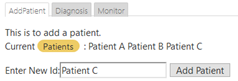 AddPatient Diagnosis Monitor
This is to add a patient.
Current Patients : Patient A Patient B Patient C
Enter New Id: Patient C Add Patient